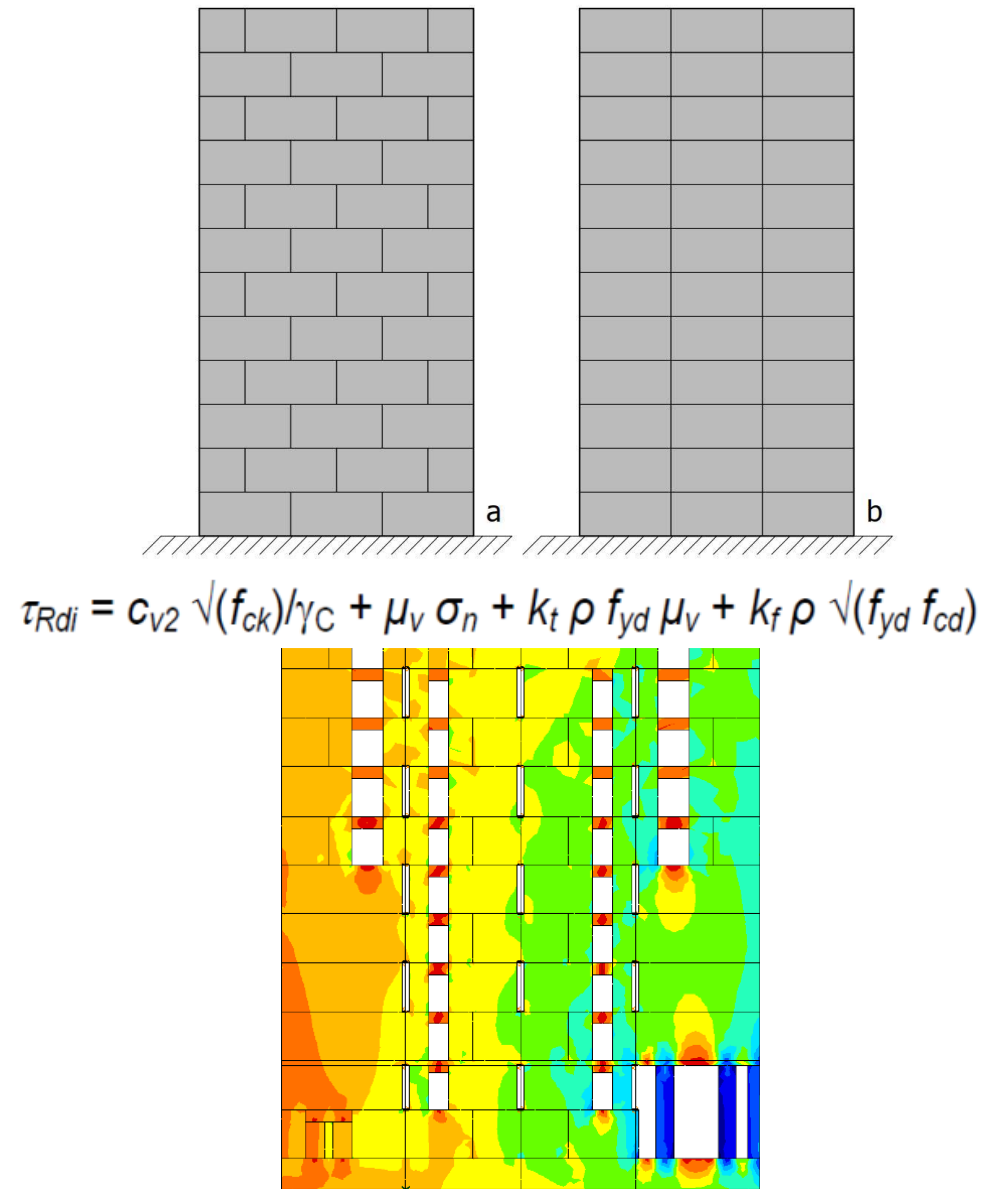 a b
τRdi = cv2 √(fck)/γC + μv σn + kt ρ fyd μv + kf ρ √(fyd fcd)